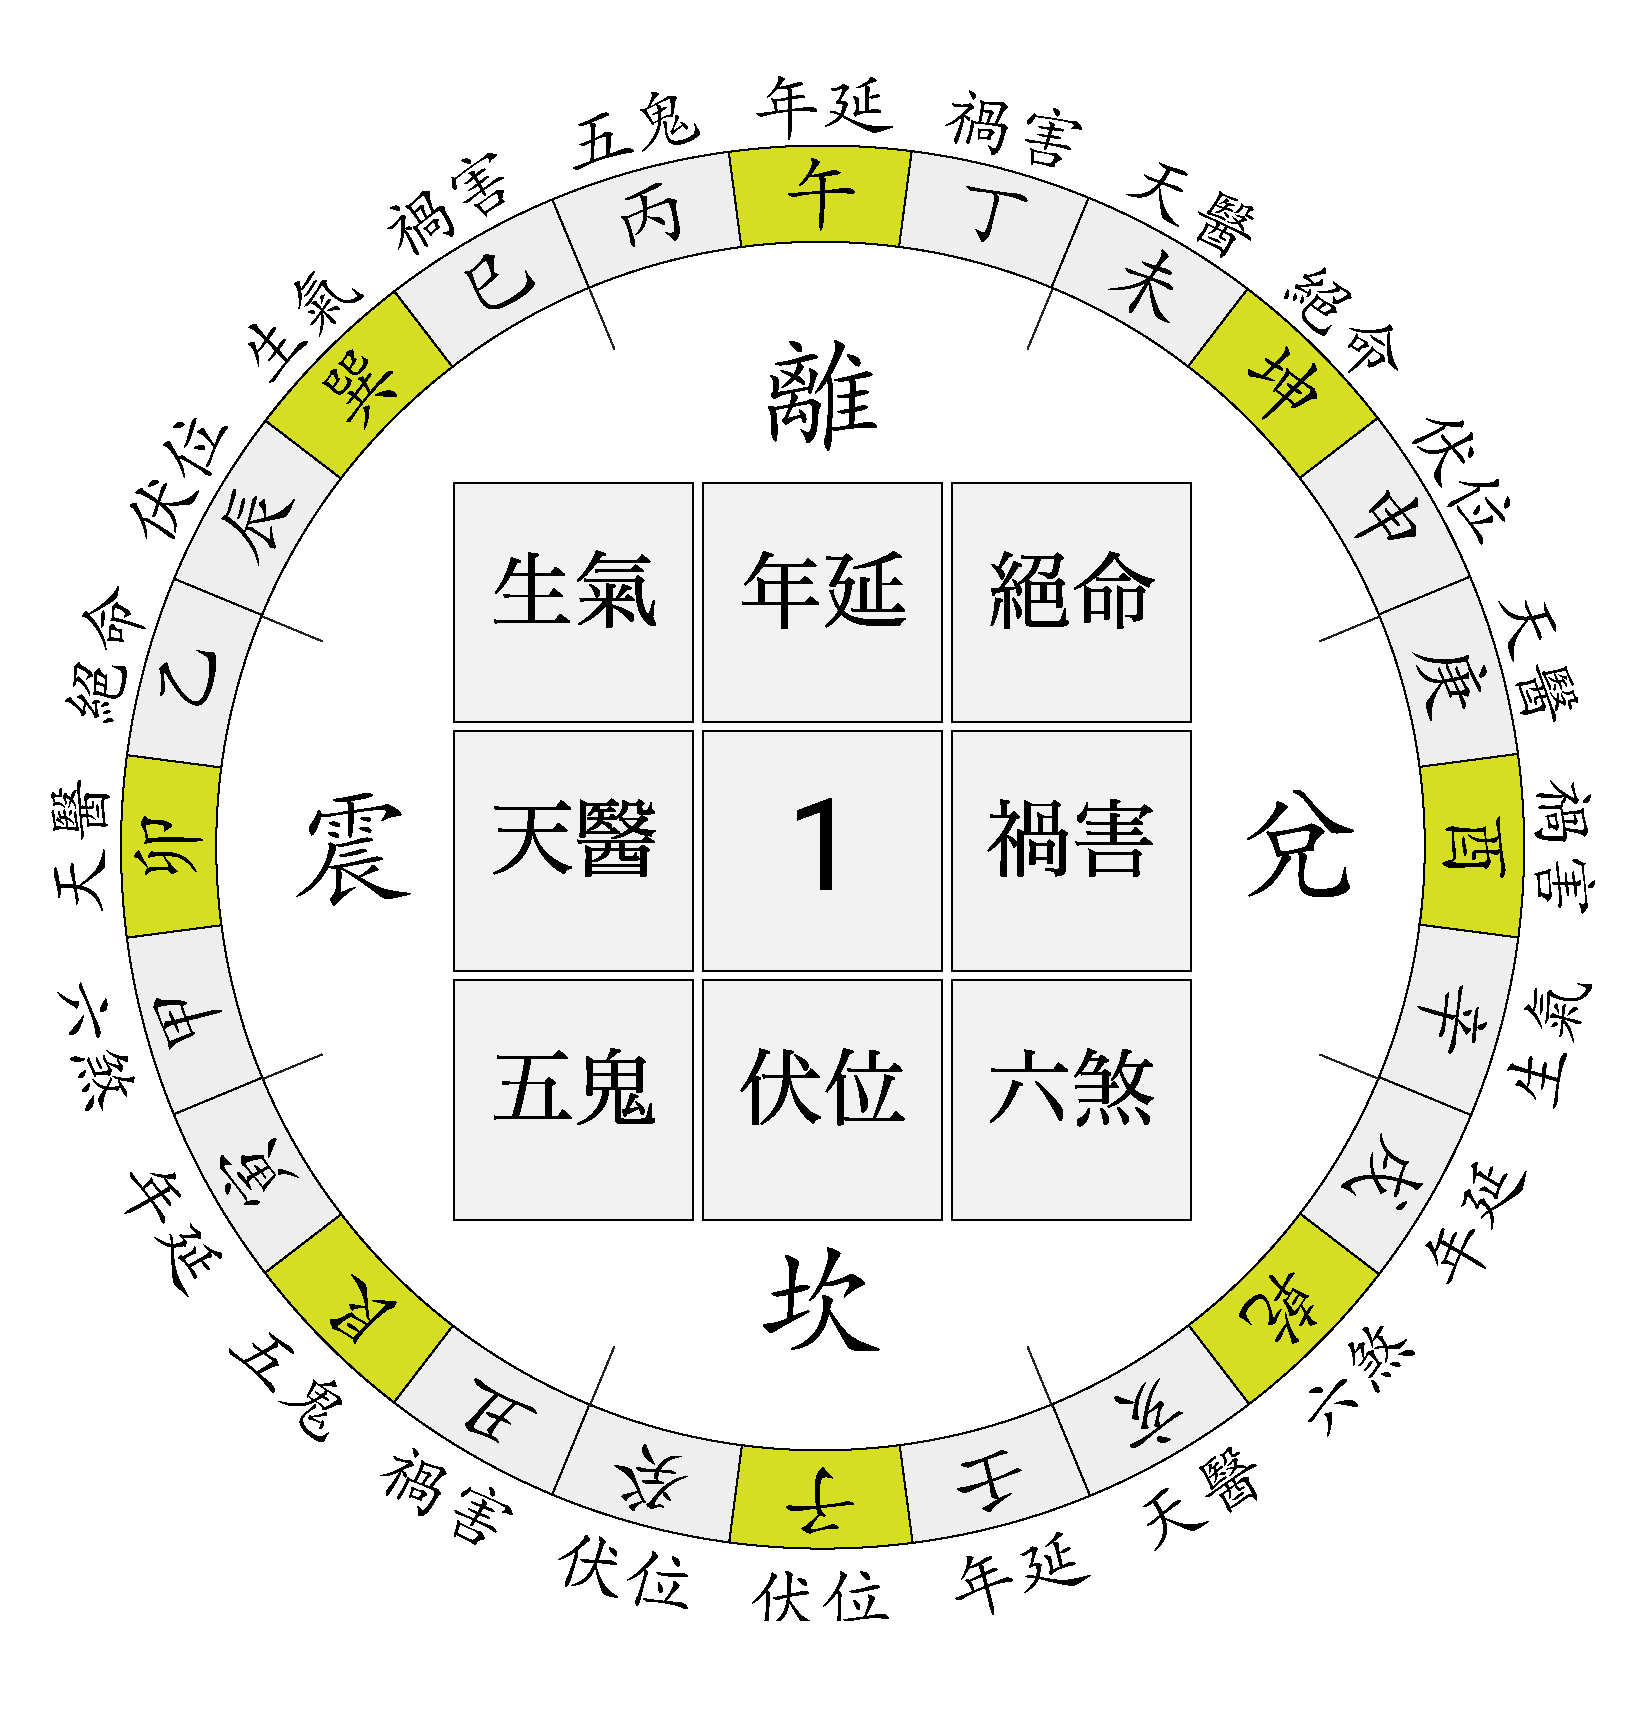 年延
禍害
天醫
絕命
伏位
天醫
禍害
生氣
年延
六煞
天醫
年延
伏位
伏位
禍害
五鬼
年延
六煞
天醫
絕命
伏位
生氣
禍害
五鬼
午
丁
未
坤
申
庚
酉
辛
戌
乾
亥
壬
子
癸
丑
艮
寅
甲
卯
乙
辰
巽
巳
丙
離
生氣 年延 絕命
震 天醫 1 禍害 兌
五鬼 伏位 六煞
坎